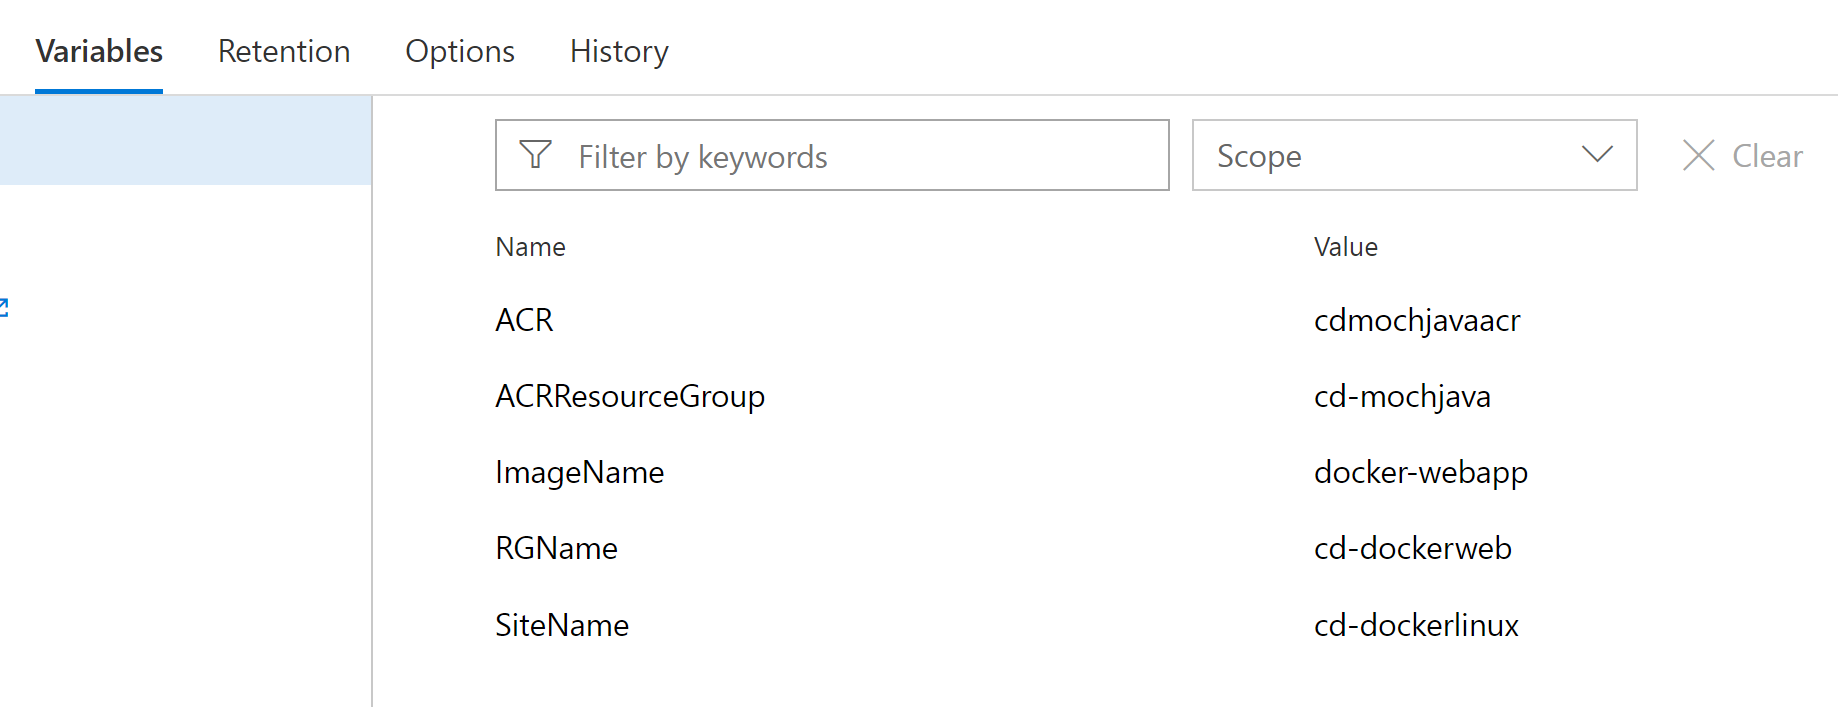 Variables Retention Options History
Filter by keywords Scope Clear
Name Value
ACR cdmochjavaacr
ACRResourceGroup cd-mochjava
ImageName docker-webapp
RGName cd-dockerweb
SiteName cd-dockerlinux